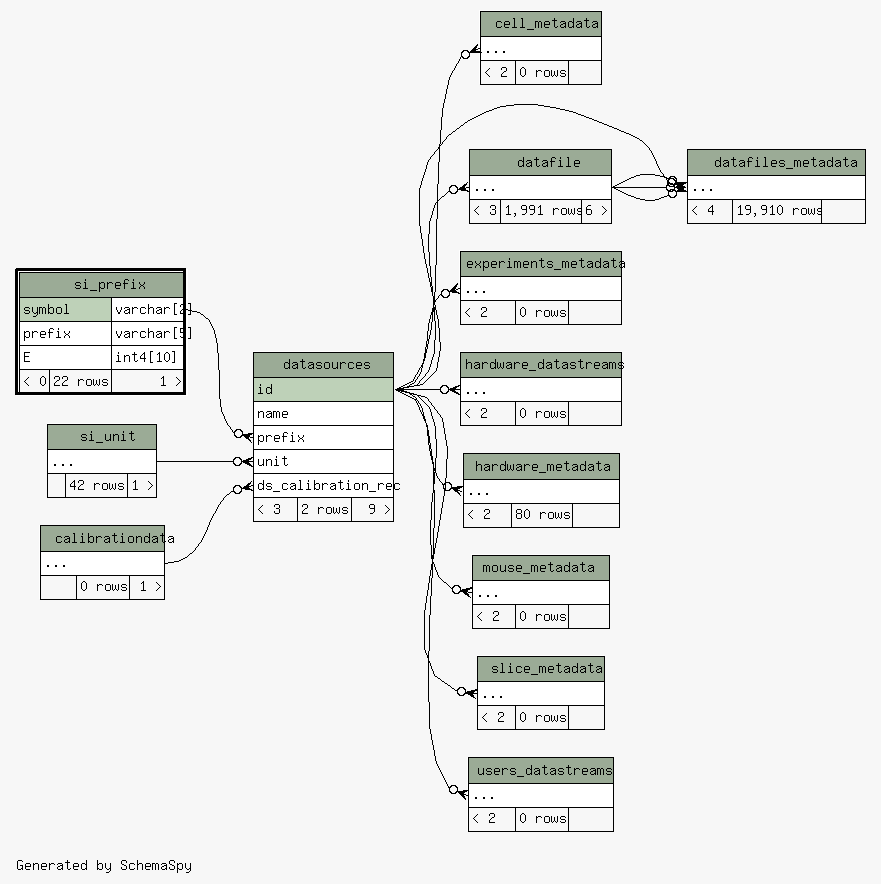 cell_metadata
...
< 2 0 rows
datafile
...
< 3 1,991 rows 6 >
datafiles_metadata
...
< 4 19,910 rows
experiments_metadata
...
< 2 0 rows
si_prefix
symbol varchar[2]
prefix varchar[5]
E int4[10]
< 0 22 rows 1 >
datasources
id
name
prefix
unit
ds_calibration_rec
< 3 2 rows 9 >
hardware_datastreams
...
< 2 0 rows
si_unit
...
42 rows 1 >
hardware_metadata
...
< 2 80 rows
calibrationdata
...
0 rows 1 >
mouse_metadata
...
< 2 0 rows
slice_metadata
...
< 2 0 rows
users_datastreams
...
< 2 0 rows
Generated by SchemaSpy